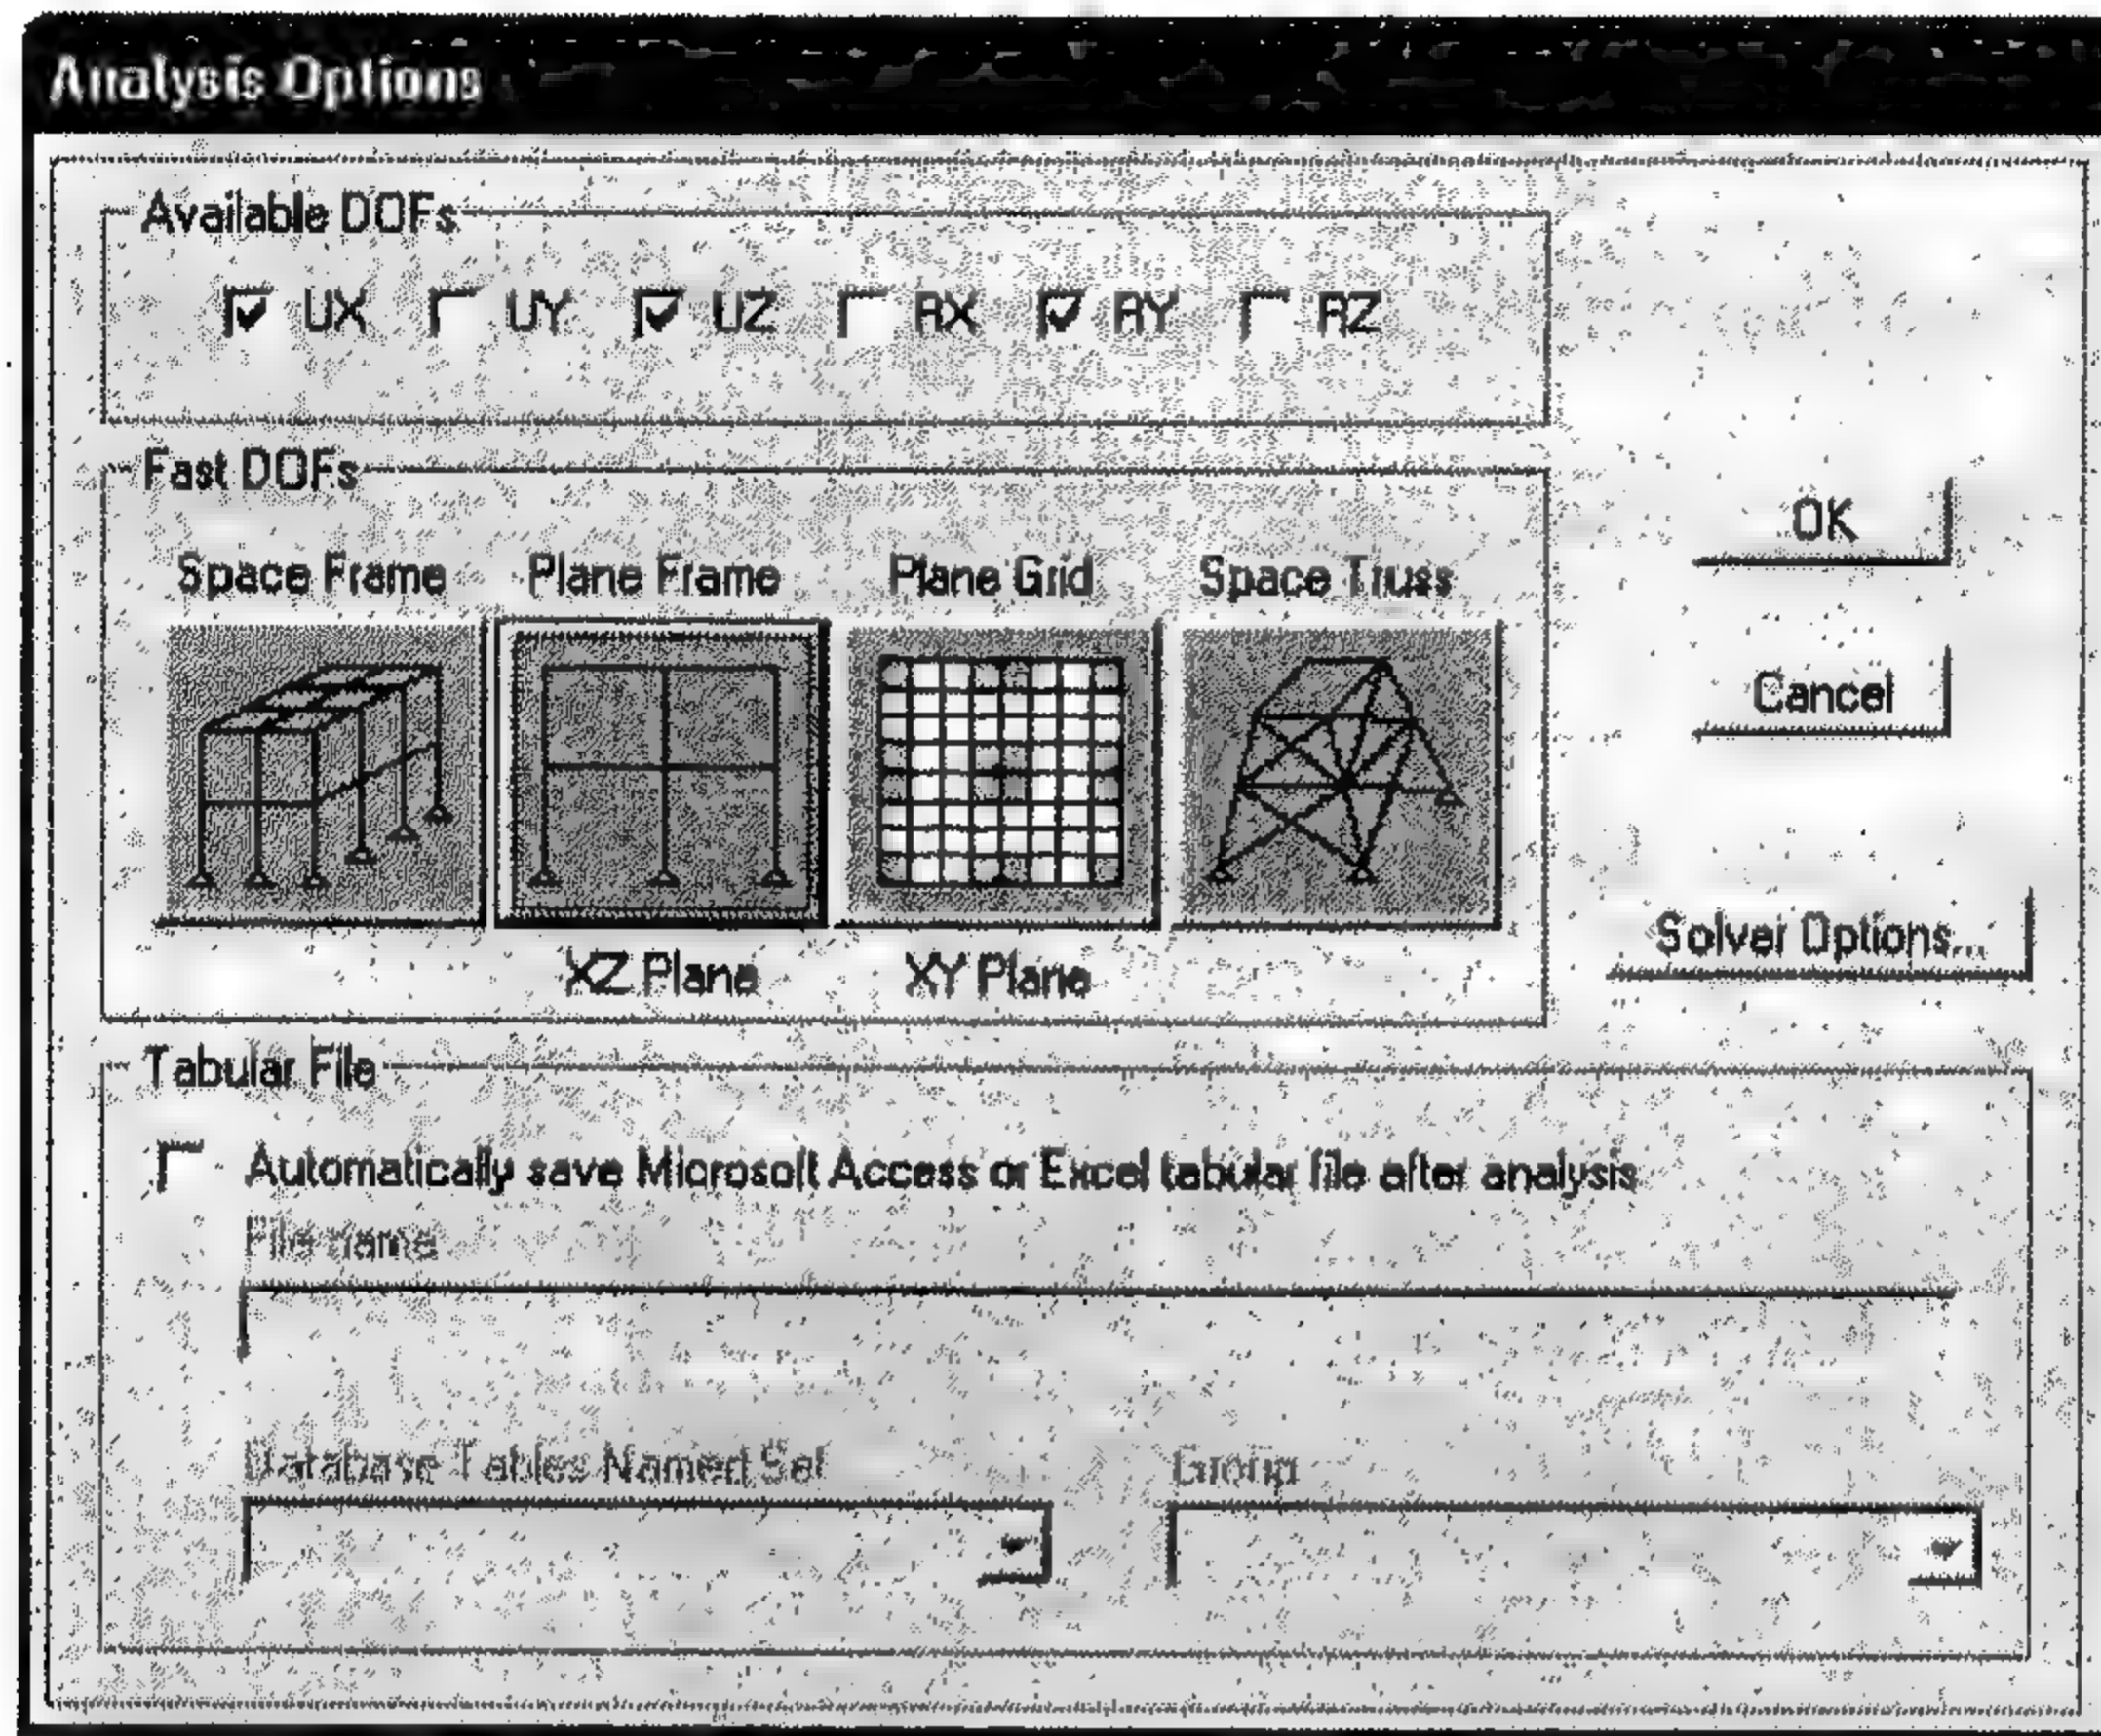 Analysis Options
Available DOFs
UX UY UZ RX RY RZ
Fast DOFs
Space Frame Plane Frame Plane Grid Space Truss
XZ Plane XY Plane
OK
Cancel
Solver Options...
Tabular File
Automatically save Microsoft Access or Excel tabular file after analysis
File name
Database Tables Named Set Group